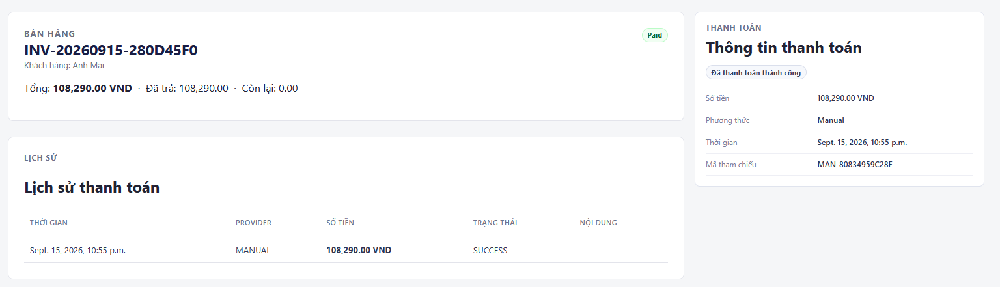 BÁN HÀNG
INV-20260915-280D45F0
Paid
Khách hàng: Anh Mai
Tổng: 108,290.00 VND · Đã trả: 108,290.00 · Còn lại: 0.00
LỊCH SỬ
Lịch sử thanh toán
THỜI GIAN PROVIDER SỐ TIỀN TRẠNG THÁI NỘI DUNG
Sept. 15, 2026, 10:55 p.m. MANUAL 108,290.00 VND SUCCESS
THANH TOÁN
Thông tin thanh toán
Đã thanh toán thành công
Số tiền 108,290.00 VND
Phương thức Manual
Thời gian Sept. 15, 2026, 10:55 p.m.
Mã tham chiếu MAN-80834959C28F